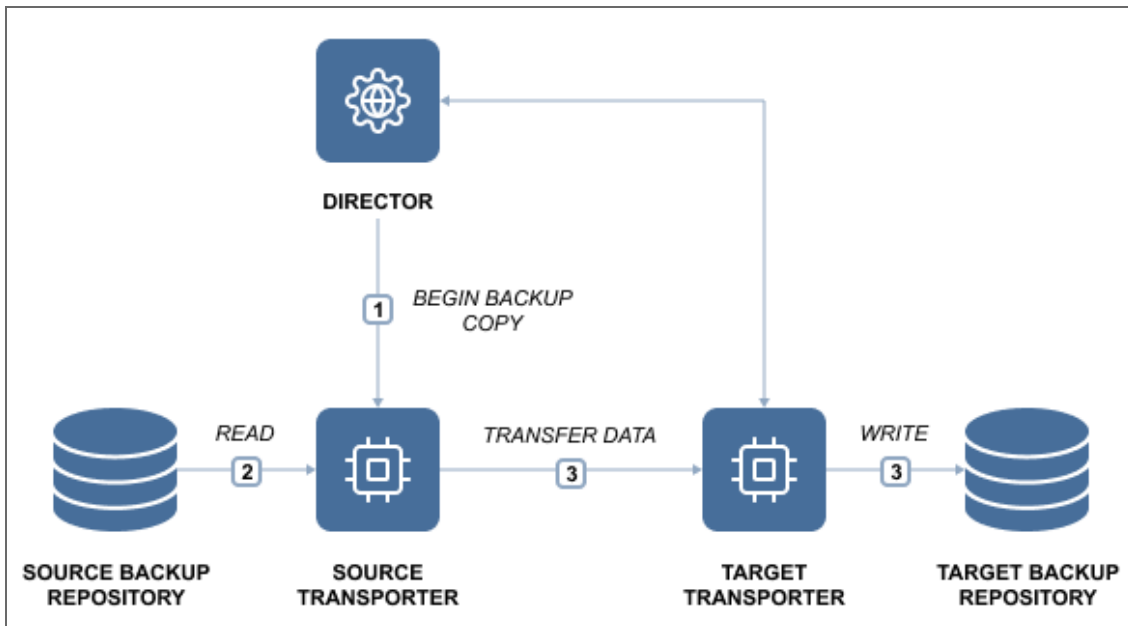 DIRECTOR
1
BEGIN BACKUP
COPY
READ
2
TRANSFER DATA
3
WRITE
3
SOURCE BACKUP
REPOSITORY
SOURCE
TRANSPORTER
TARGET
TRANSPORTER
TARGET BACKUP
REPOSITORY